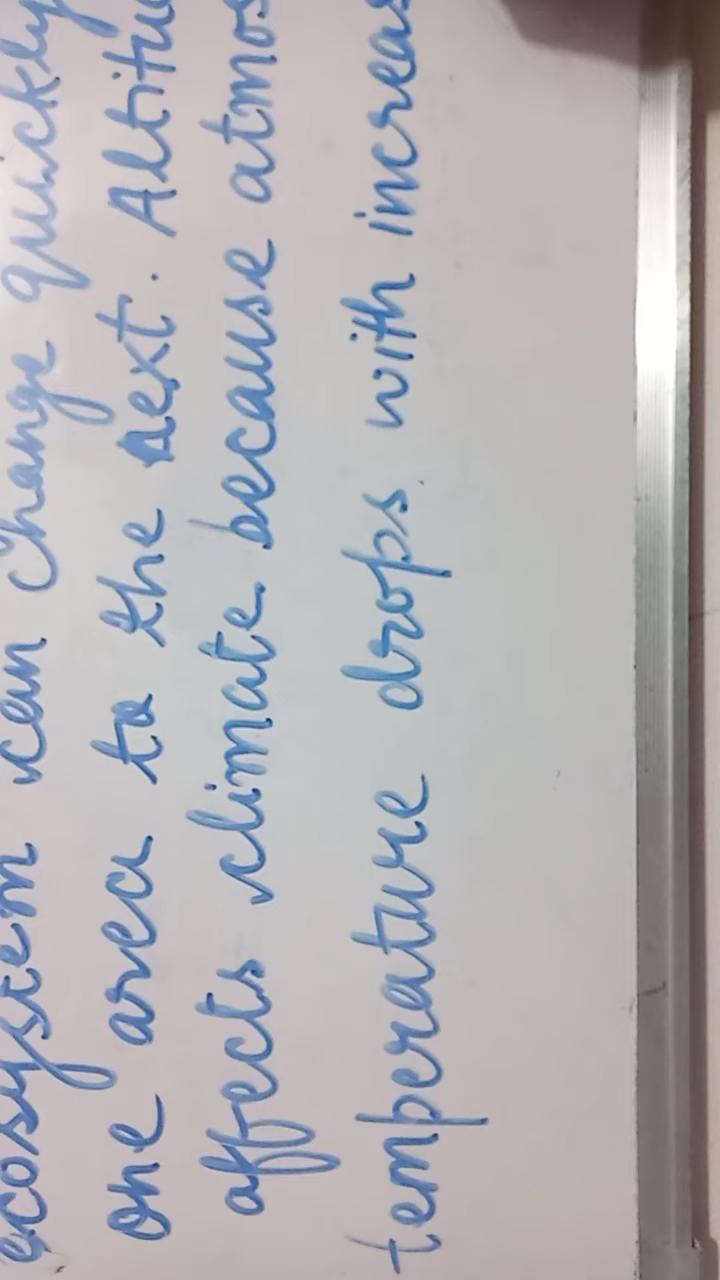 ecosystem can change quickly
one area to the next. Altitu
affects climate because atmos
temperature drops with increas